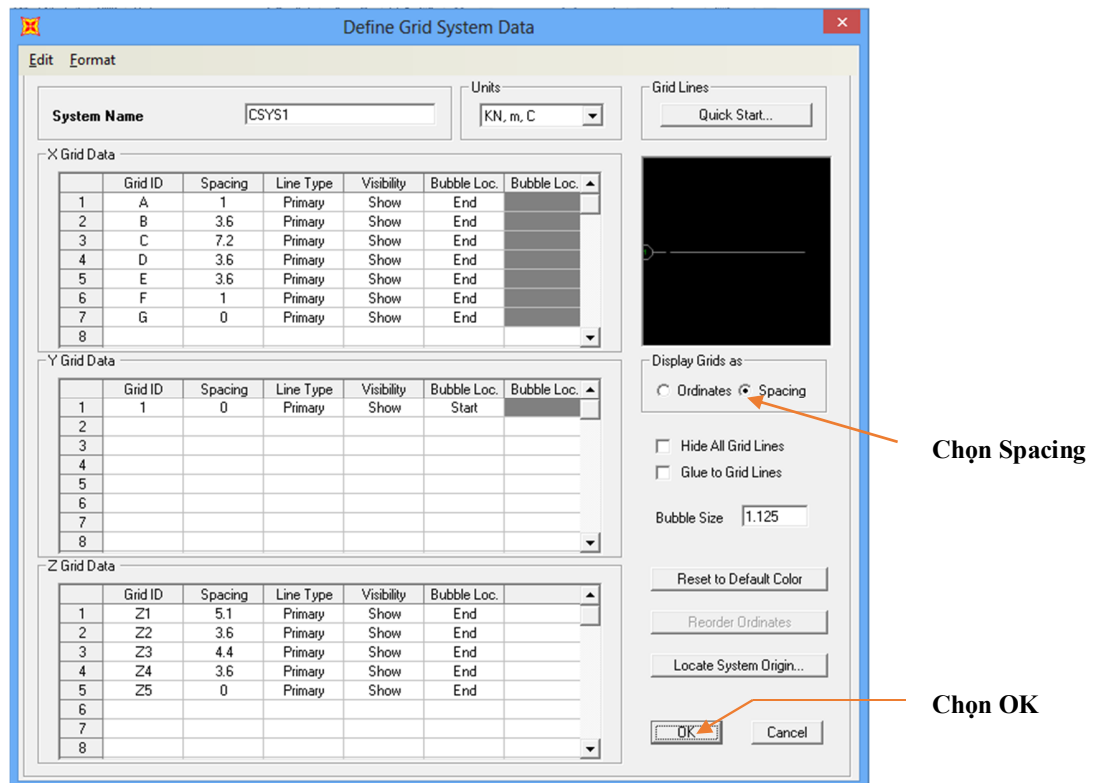 Define Grid System Data
Edit Format
System Name CSYS1
Units
KN, m, C
Grid Lines
Quick Start...
X Grid Data
Grid ID Spacing Line Type Visibility Bubble Loc. Bubble Loc.
1 A 1 Primary Show End
2 B 3.6 Primary Show End
3 C 7.2 Primary Show End
4 D 3.6 Primary Show End
5 E 3.6 Primary Show End
6 F 1 Primary Show End
7 G 0 Primary Show End
8
Y Grid Data
Grid ID Spacing Line Type Visibility Bubble Loc. Bubble Loc.
1 1 0 Primary Show Start
2
3
4
5
6
7
8
Z Grid Data
Grid ID Spacing Line Type Visibility Bubble Loc.
1 Z1 5.1 Primary Show End
2 Z2 3.6 Primary Show End
3 Z3 4.4 Primary Show End
4 Z4 3.6 Primary Show End
5 Z5 0 Primary Show End
6
7
8
Display Grids as
Ordinates Spacing
Chọn Spacing
Hide All Grid Lines
Glue to Grid Lines
Bubble Size 1.125
Reset to Default Color
Reorder Ordinates
Locate System Origin...
Chọn OK
OK Cancel